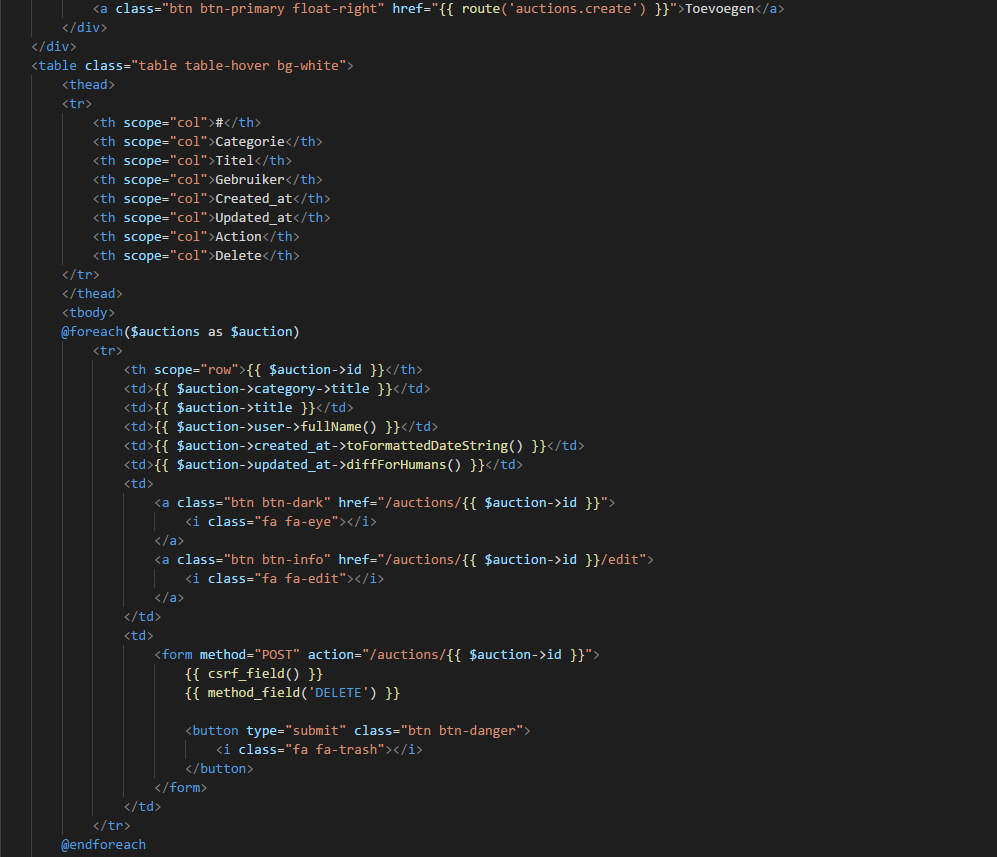 <a class="btn btn-primary float-right" href="{{ route('auctions.create') }}">Toevoegen</a>
</div>
</div>
<table class="table table-hover bg-white">
<thead>
<tr>
<th scope="col">#</th>
<th scope="col">Categorie</th>
<th scope="col">Titel</th>
<th scope="col">Gebruiker</th>
<th scope="col">Created_at</th>
<th scope="col">Updated_at</th>
<th scope="col">Action</th>
<th scope="col">Delete</th>
</tr>
</thead>
<tbody>
@foreach($auctions as $auction)
<tr>
<th scope="row">{{ $auction->id }}</th>
<td>{{ $auction->category->title }}</td>
<td>{{ $auction->title }}</td>
<td>{{ $auction->user->fullName() }}</td>
<td>{{ $auction->created_at->toFormattedDateString() }}</td>
<td>{{ $auction->updated_at->diffForHumans() }}</td>
<td>
<a class="btn btn-dark" href="/auctions/{{ $auction->id }}">
<i class="fa fa-eye"></i>
</a>
<a class="btn btn-info" href="/auctions/{{ $auction->id }}/edit">
<i class="fa fa-edit"></i>
</a>
</td>
<td>
<form method="POST" action="/auctions/{{ $auction->id }}">
{{ csrf_field() }}
{{ method_field('DELETE') }}
<button type="submit" class="btn btn-danger">
<i class="fa fa-trash"></i>
</button>
</form>
</td>
</tr>
@endforeach